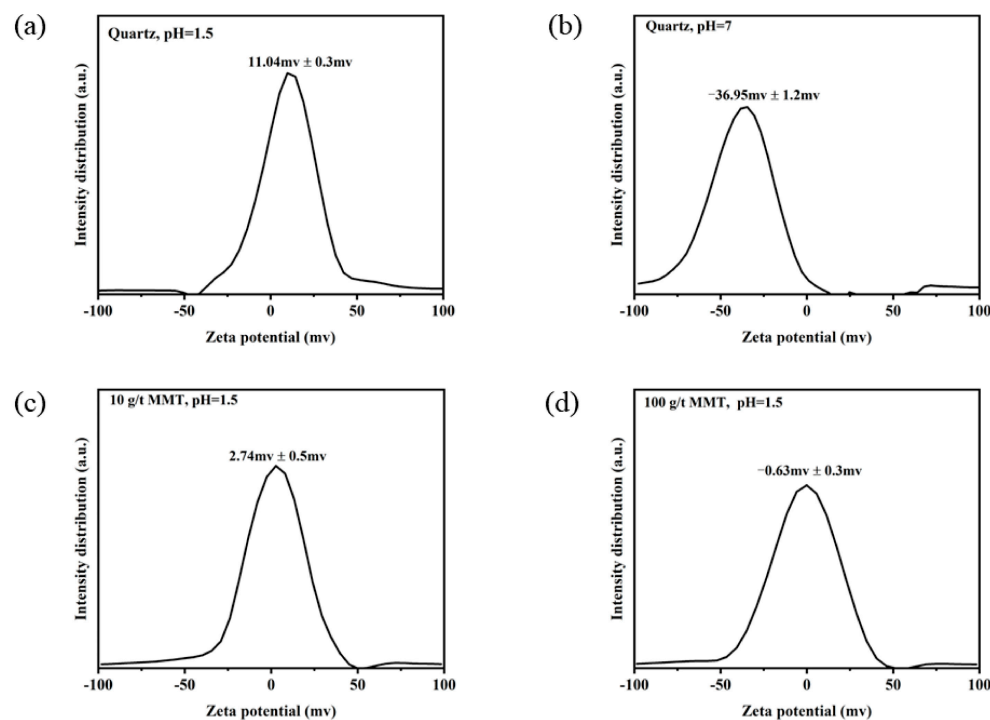 (a)
Quartz, pH=1.5
11.04mv ± 0.3mv
Intensity distribution (a.u.)
-100 -50 0 50 100
Zeta potential (mv)
(b)
Quartz, pH=7
−36.95mv ± 1.2mv
Intensity distribution (a.u.)
-100 -50 0 50 100
Zeta potential (mv)
(c)
10 g/t MMT, pH=1.5
2.74mv ± 0.5mv
Intensity distribution (a.u.)
-100 -50 0 50 100
Zeta potential (mv)
(d)
100 g/t MMT, pH=1.5
−0.63mv ± 0.3mv
Intensity distribution (a.u.)
-100 -50 0 50 100
Zeta potential (mv)